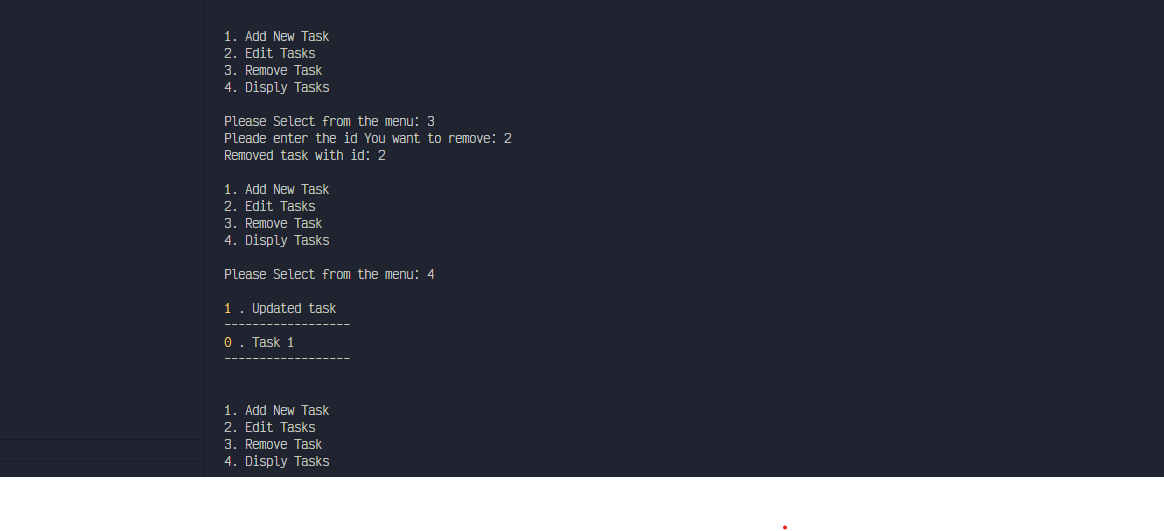 1. Add New Task
2. Edit Tasks
3. Remove Task
4. Disply Tasks
Please Select from the menu: 3
Pleade enter the id You want to remove: 2
Removed task with id: 2
1. Add New Task
2. Edit Tasks
3. Remove Task
4. Disply Tasks
Please Select from the menu: 4
1 . Updated task
------------------
0 . Task 1
------------------
1. Add New Task
2. Edit Tasks
3. Remove Task
4. Disply Tasks